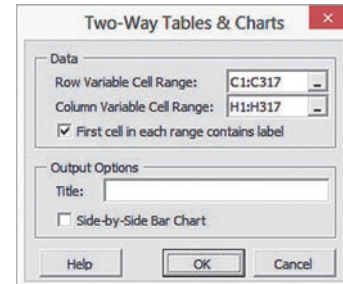 Two-Way Tables & Charts
Data
Row Variable Cell Range: C1:C317
Column Variable Cell Range: H1:H317
First cell in each range contains label
Output Options
Title:
Side-by-Side Bar Chart
Help OK Cancel